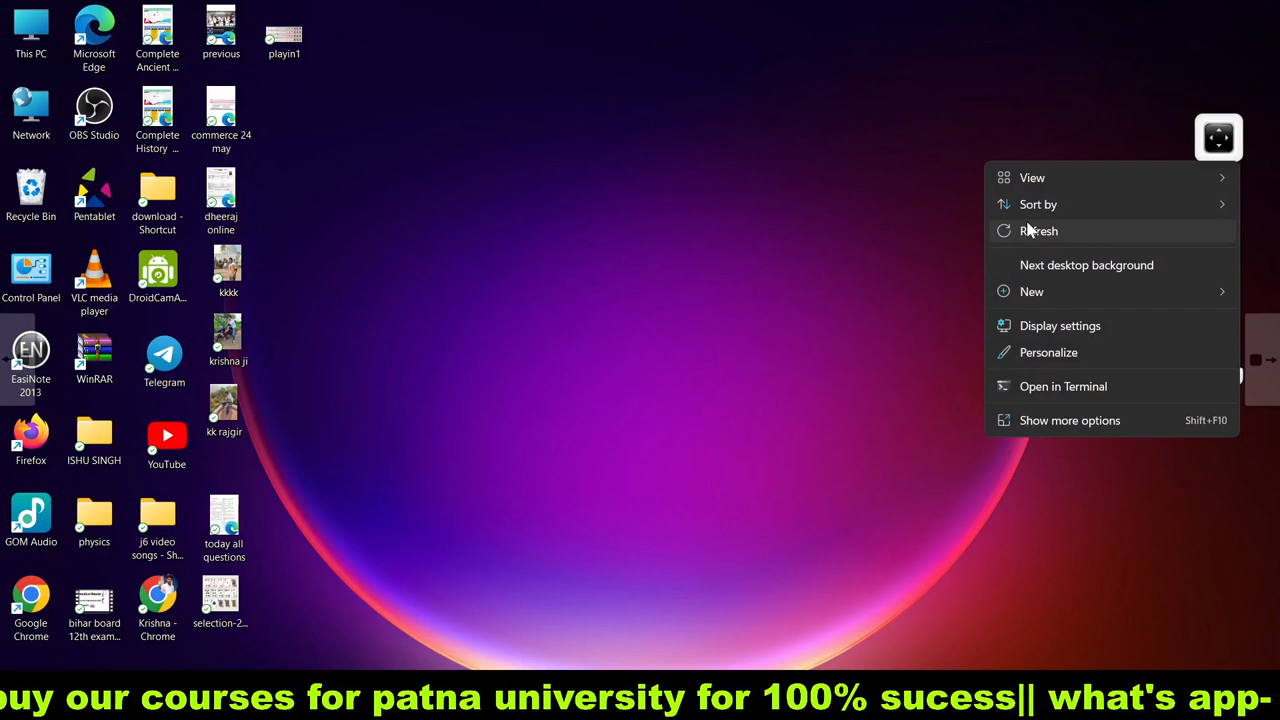 This PC
Microsoft
Edge
Complete
Ancient ...
previous
playin1
Network
OBS Studio
Complete
History ...
commerce 24
may
Recycle Bin
Pentablet
download -
Shortcut
dheeraj
online
Control Panel
VLC media
player
DroidCamA...
kkkk
EN
EasiNote
2013
WinRAR
Telegram
krishna ji
kk rajgir
Firefox
ISHU SINGH
YouTube
GOM Audio
physics
j6 video
songs - Sh...
today all
questions
Google
Chrome
bihar board
12th exam...
Krishna -
Chrome
selection-2...
View
Sort by
Refresh
Next desktop background
New
Display settings
Personalize
Open in Terminal
Show more options Shift+F10
buy our courses for patna university for 100% sucess|| what's app-